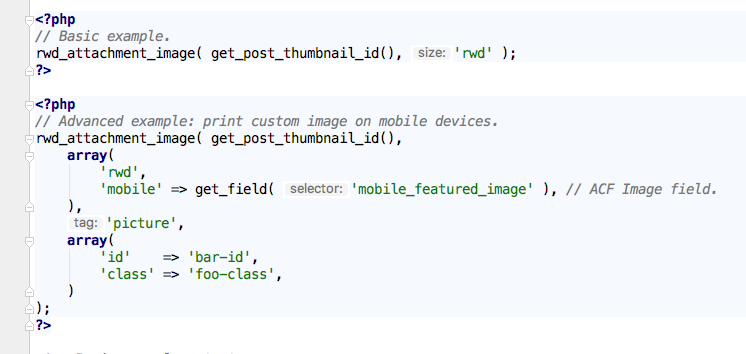 <?php
// Basic example.
rwd_attachment_image( get_post_thumbnail_id(), size: 'rwd' );
?>
<?php
// Advanced example: print custom image on mobile devices.
rwd_attachment_image( get_post_thumbnail_id(),
array(
'rwd',
'mobile' => get_field( selector: 'mobile_featured_image' ), // ACF Image field.
),
tag: 'picture',
array(
'id' => 'bar-id',
'class' => 'foo-class',
)
);
?>